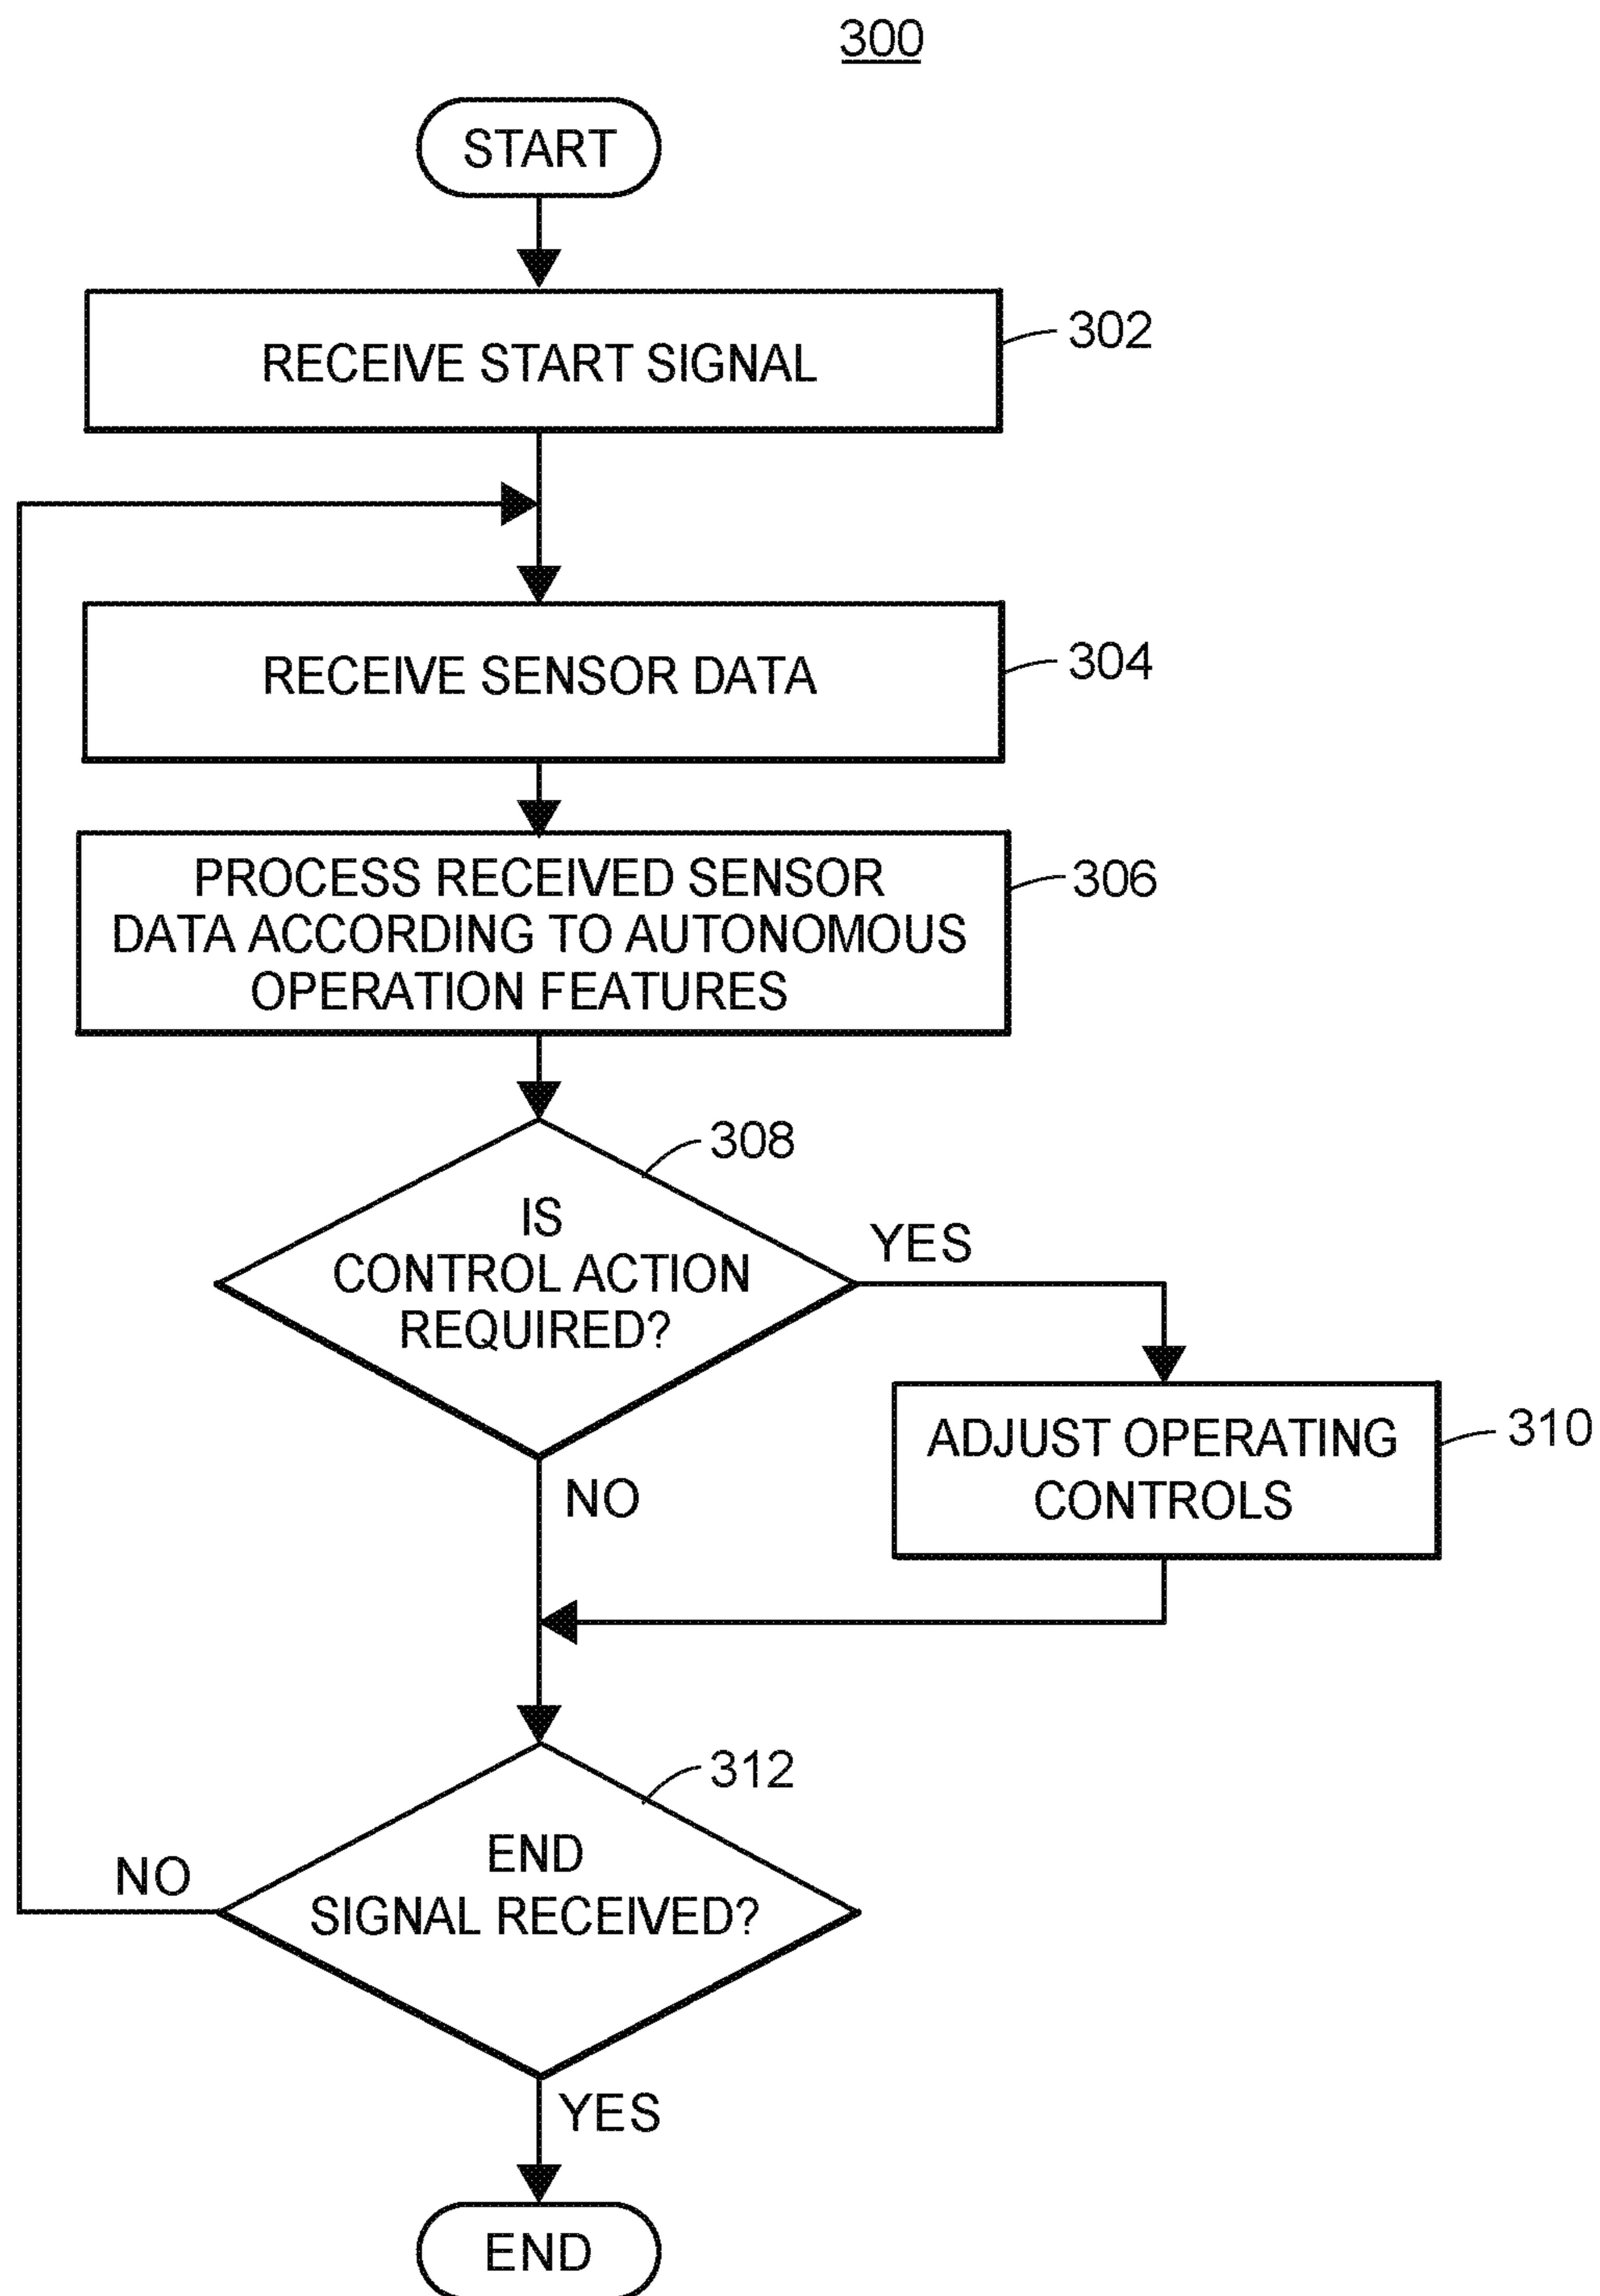 300
START
RECEIVE START SIGNAL
302
RECEIVE SENSOR DATA
304
PROCESS RECEIVED SENSOR
DATA ACCORDING TO AUTONOMOUS
OPERATION FEATURES
306
308
IS
CONTROL ACTION
REQUIRED?
YES
NO
ADJUST OPERATING
CONTROLS
310
312
END
SIGNAL RECEIVED?
NO
YES
END